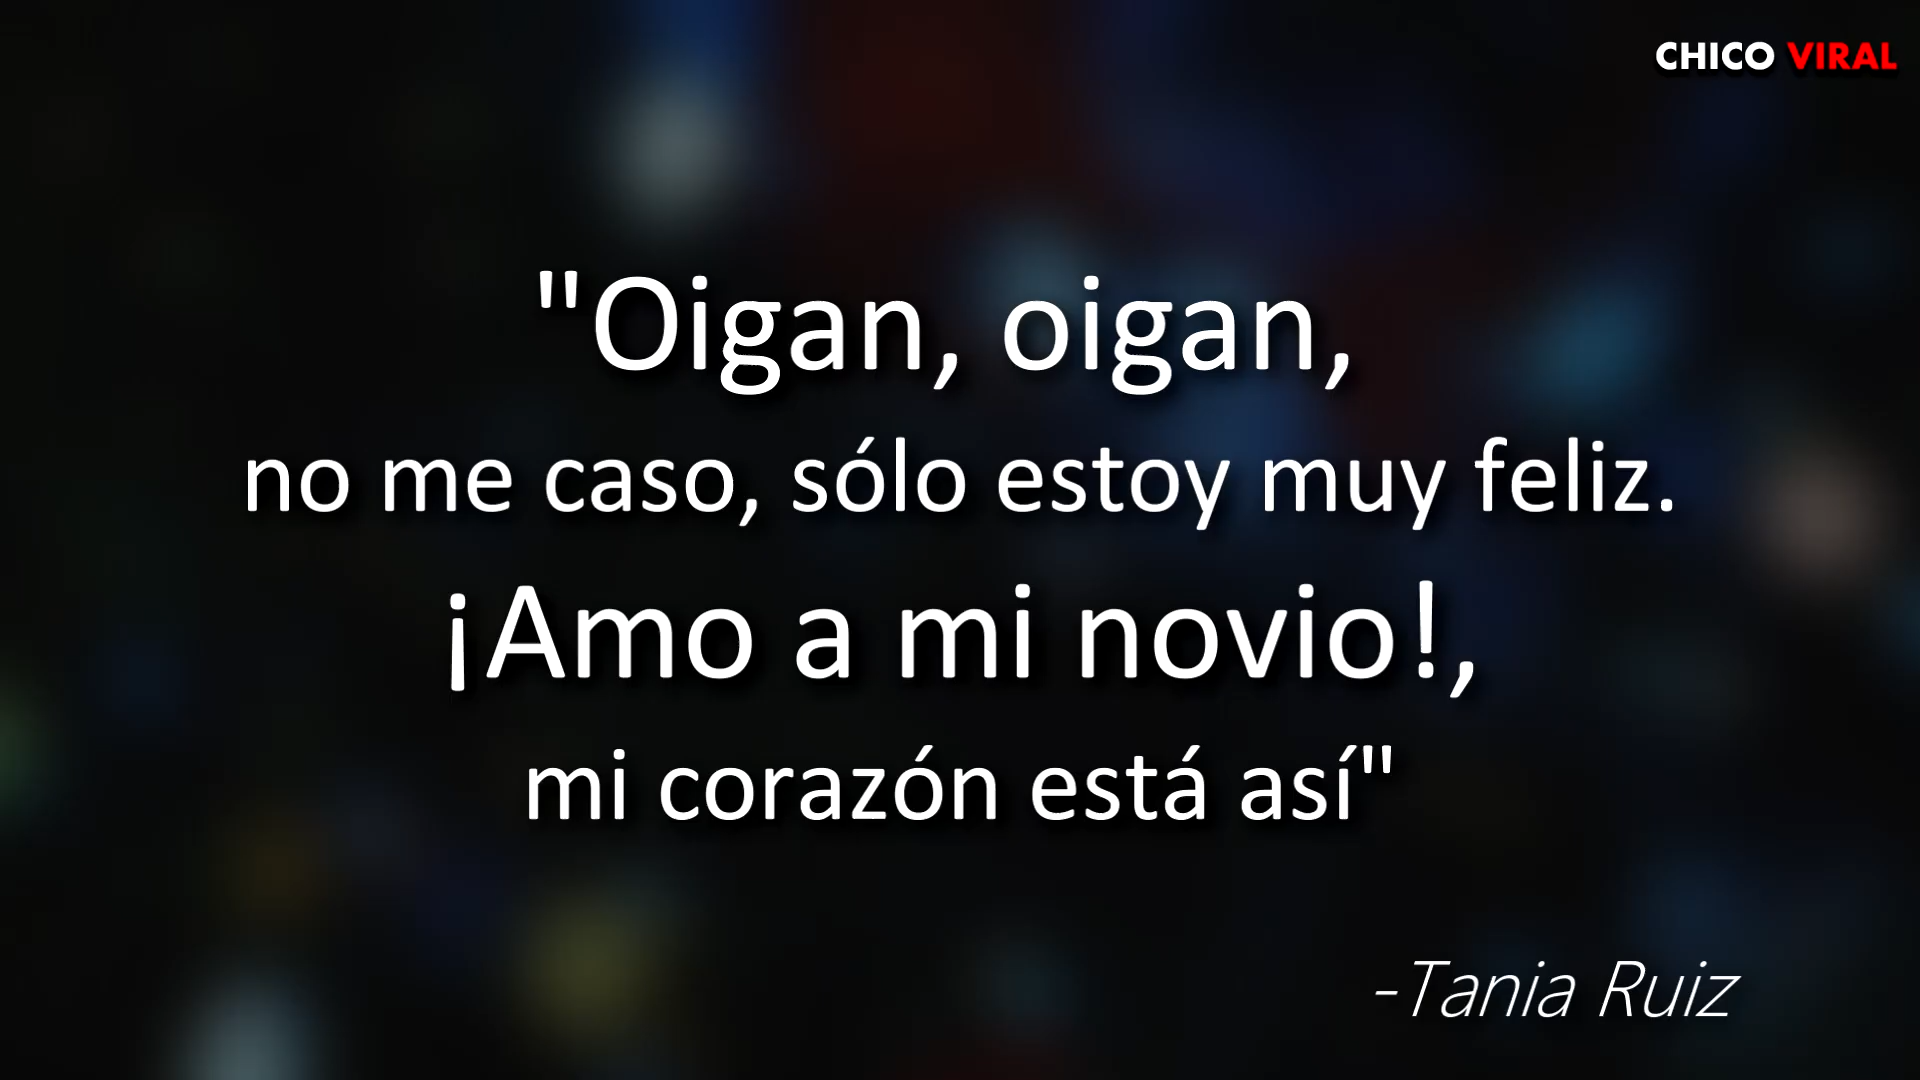 CHICO VIRAL
"Oigan, oigan,
no me caso, sólo estoy muy feliz.
¡Amo a mi novio!,
mi corazón está así"
-Tania Ruiz